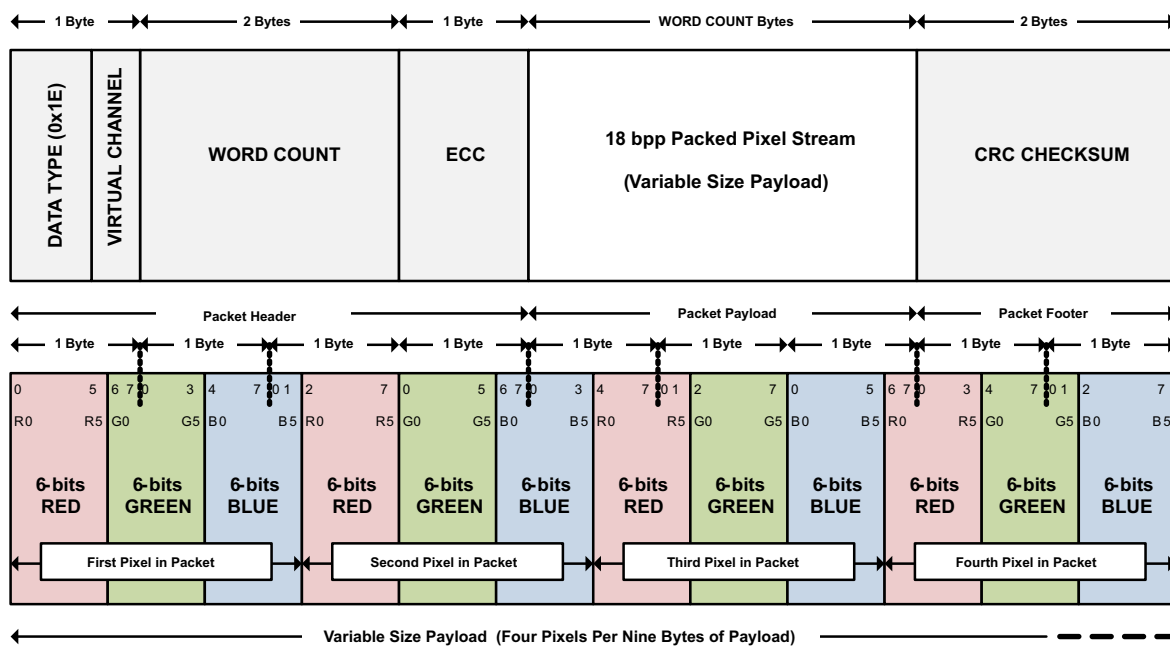 1 Byte 2 Bytes 1 Byte WORD COUNT Bytes 2 Bytes
DATA TYPE (0x1E)
VIRTUAL CHANNEL
WORD COUNT
ECC
18 bpp Packed Pixel Stream
(Variable Size Payload)
CRC CHECKSUM
Packet Header Packet Payload Packet Footer
1 Byte 1 Byte 1 Byte 1 Byte 1 Byte 1 Byte 1 Byte 1 Byte 1 Byte
0 5 6 7 0 3 4 7 0 1 2 7 0 5 6 7 0 3 4 7 0 1 2 7 0 5 6 7 0 3 4 7 0 1 2 7
R0 R5 G0 G5 B0 B5 R0 R5 G0 G5 B0 B5 R0 R5 G0 G5 B0 B5 R0 R5 G0 G5 B0 B5
6-bits 6-bits 6-bits 6-bits 6-bits 6-bits 6-bits 6-bits 6-bits 6-bits 6-bits 6-bits
RED GREEN BLUE RED GREEN BLUE RED GREEN BLUE RED GREEN BLUE
First Pixel in Packet Second Pixel in Packet Third Pixel in Packet Fourth Pixel in Packet
Variable Size Payload (Four Pixels Per Nine Bytes of Payload)